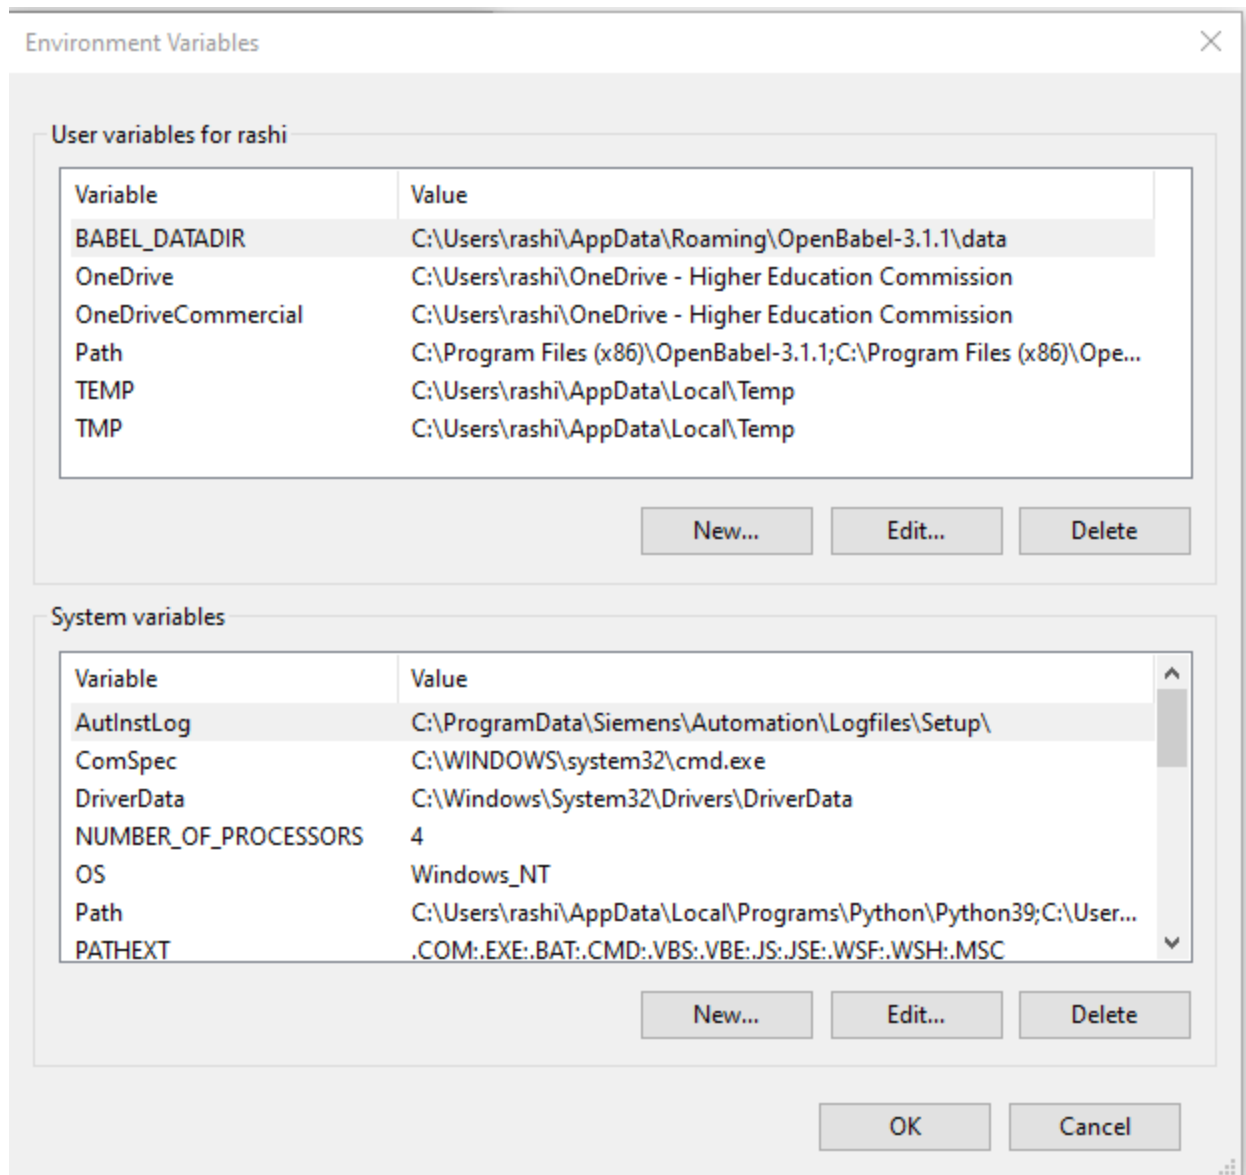 Environment Variables
User variables for rashi
Variable Value
BABEL_DATADIR C:\Users\rashi\AppData\Roaming\OpenBabel-3.1.1\data
OneDrive C:\Users\rashi\OneDrive - Higher Education Commission
OneDriveCommercial C:\Users\rashi\OneDrive - Higher Education Commission
Path C:\Program Files (x86)\OpenBabel-3.1.1;C:\Program Files (x86)\Ope...
TEMP C:\Users\rashi\AppData\Local\Temp
TMP C:\Users\rashi\AppData\Local\Temp
New... Edit... Delete
System variables
Variable Value
AutInstLog C:\ProgramData\Siemens\Automation\Logfiles\Setup\
ComSpec C:\WINDOWS\system32\cmd.exe
DriverData C:\Windows\System32\Drivers\DriverData
NUMBER_OF_PROCESSORS 4
OS Windows_NT
Path C:\Users\rashi\AppData\Local\Programs\Python\Python39;C:\User...
PATHEXT .COM;.EXE;.BAT;.CMD;.VBS;.VBE;.JS;.JSE;.WSF;.WSH;.MSC
New... Edit... Delete
OK Cancel